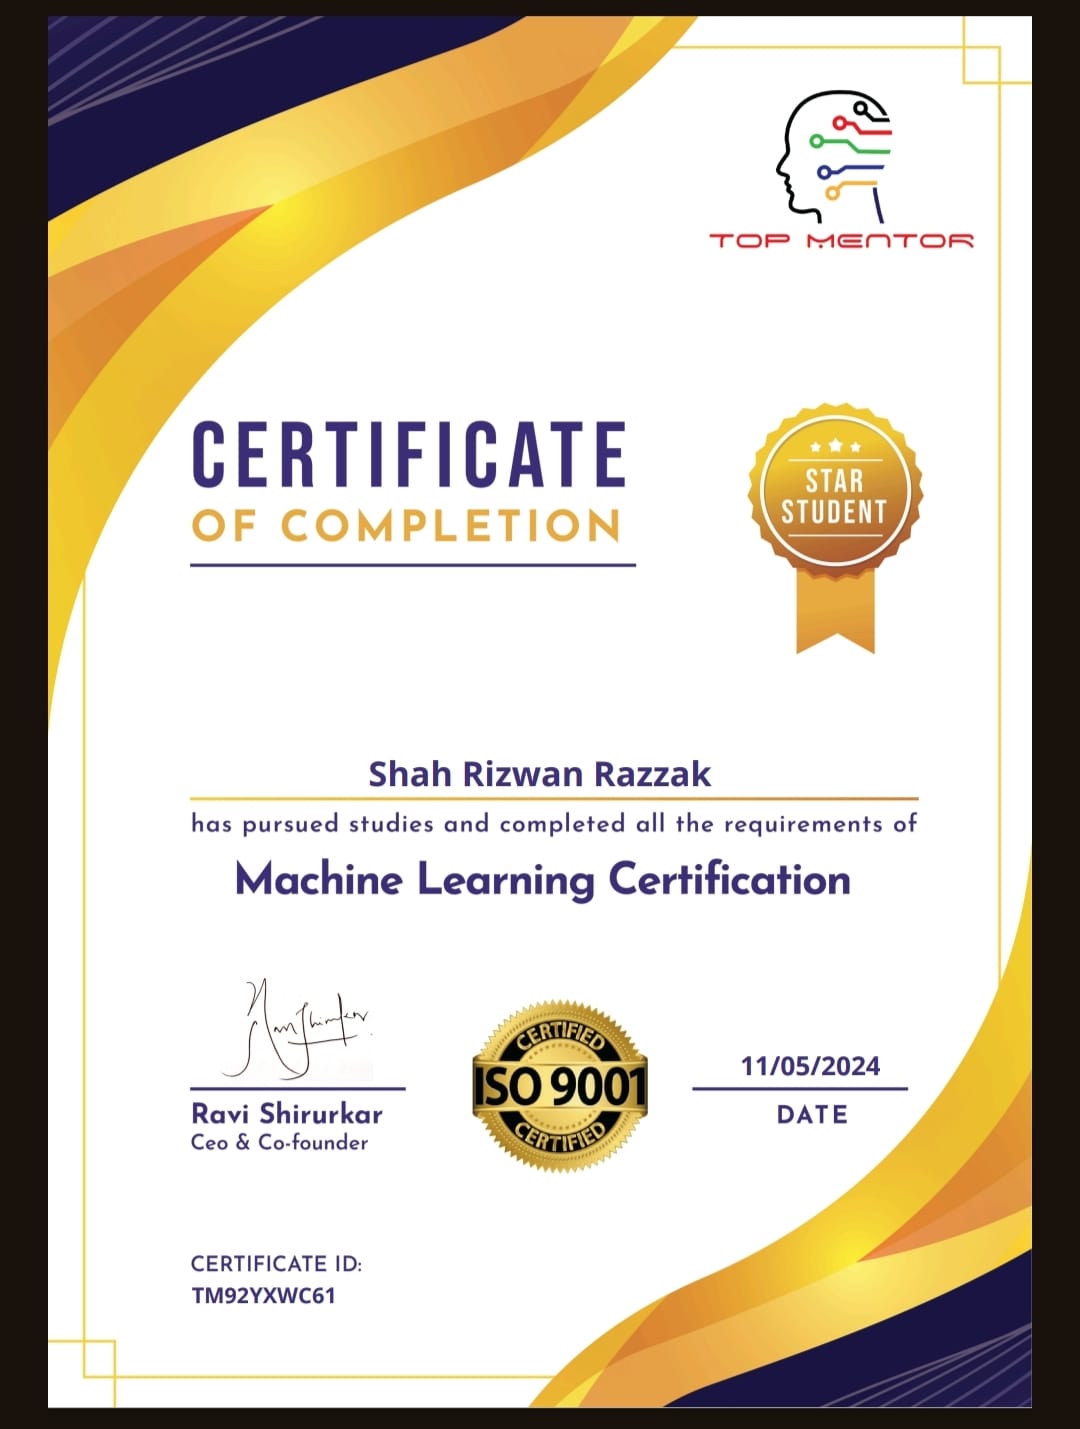 TOP MENTOR
CERTIFICATE
OF COMPLETION
STAR
STUDENT
Shah Rizwan Razzak
has pursued studies and completed all the requirements of
Machine Learning Certification
Ravi Shirurkar
Ceo & Co-founder
CERTIFIED
ISO 9001
CERTIFIED
11/05/2024
DATE
CERTIFICATE ID:
TM92YXWC61